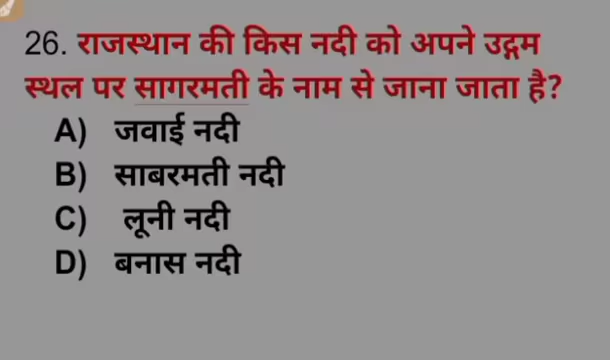 26. राजस्थान की किस नदी को अपने उद्गम
स्थल पर सागरमती के नाम से जाना जाता है?
A) जवाई नदी
B) साबरमती नदी
C) लूनी नदी
D) बनास नदी